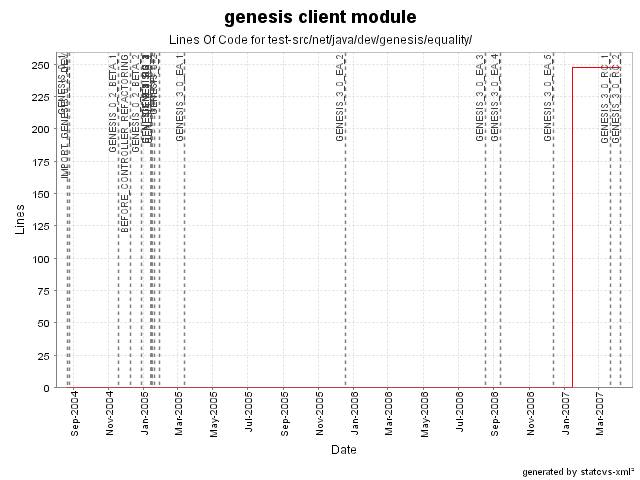 genesis client module
Lines Of Code for test-src/net/java/dev/genesis/equality/
Lines
250
225
200
175
150
125
100
75
50
25
0
IMPORT_GENESIS_DEV
GENESIS_0_2_BETA_1
BEFORE_CONTROLLER_REFACTORING
GENESIS_0_2_BETA_2
GENESIS_3_0_EA_1
GENESIS_3_0_EA_2
GENESIS_3_0_EA_3
GENESIS_3_0_EA_4
GENESIS_3_0_EA_5
GENESIS_3_0_RC_1
GENESIS_3_0_RC_2
Sep-2004
Nov-2004
Jan-2005
Mar-2005
May-2005
Jul-2005
Sep-2005
Nov-2005
Jan-2006
Mar-2006
May-2006
Jul-2006
Sep-2006
Nov-2006
Jan-2007
Mar-2007
Date
generated by statcvs-xml²